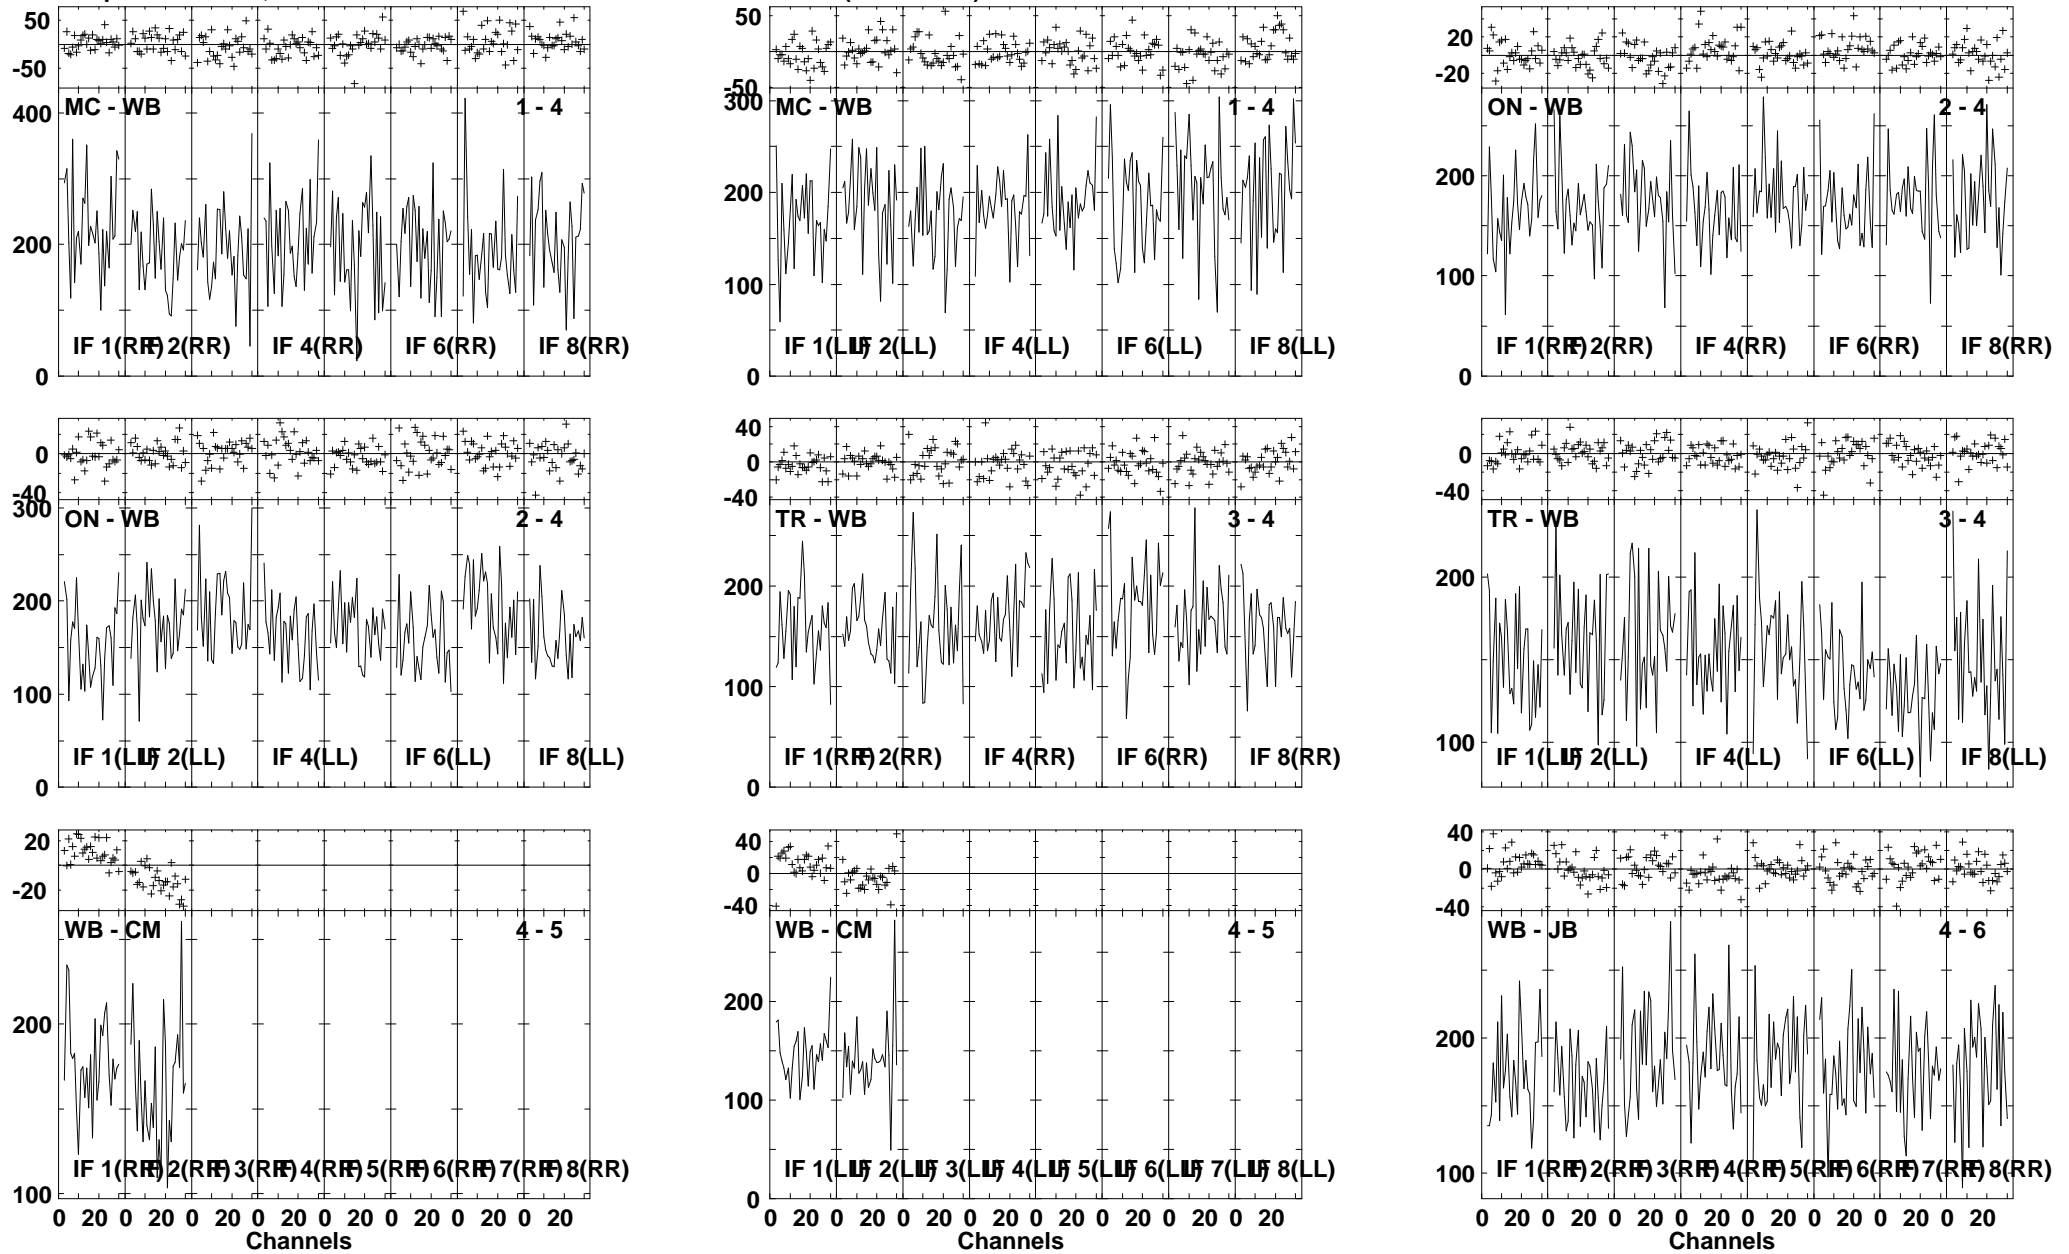 50
-50
MC - WB 1 - 4
400
200
0
IF 1(RR) IF 2(RR) IF 4(RR) IF 6(RR) IF 8(RR)
50
-50
MC - WB 1 - 4
300
200
100
0
IF 1(LL) IF 2(LL) IF 4(LL) IF 6(LL) IF 8(LL)
20
-20
ON - WB 2 - 4
200
100
0
IF 1(RR) IF 2(RR) IF 4(RR) IF 6(RR) IF 8(RR)
0
-40
ON - WB 2 - 4
300
200
100
0
IF 1(LL) IF 2(LL) IF 4(LL) IF 6(LL) IF 8(LL)
40
0
-40
TR - WB 3 - 4
200
100
0
IF 1(RR) IF 2(RR) IF 4(RR) IF 6(RR) IF 8(RR)
0
-40
TR - WB 3 - 4
200
100
IF 1(LL) IF 2(LL) IF 4(LL) IF 6(LL) IF 8(LL)
20
-20
WB - CM 4 - 5
200
100
IF 1(RR) IF 2(RR) IF 3(RR) IF 4(RR) IF 5(RR) IF 6(RR) IF 7(RR) IF 8(RR)
0 20 0 20 0 20 0 20 0 20 0 20 0 20 0 20
Channels
40
0
-40
WB - CM 4 - 5
200
100
0
IF 1(LL) IF 2(LL) IF 3(LL) IF 4(LL) IF 5(LL) IF 6(LL) IF 7(LL) IF 8(LL)
0 20 0 20 0 20 0 20 0 20 0 20 0 20 0 20
Channels
40
0
-40
WB - JB 4 - 6
200
100
IF 1(RR) IF 2(RR) IF 3(RR) IF 4(RR) IF 5(RR) IF 6(RR) IF 7(RR) IF 8(RR)
0 20 0 20 0 20 0 20 0 20 0 20 0 20 0 20
Channels